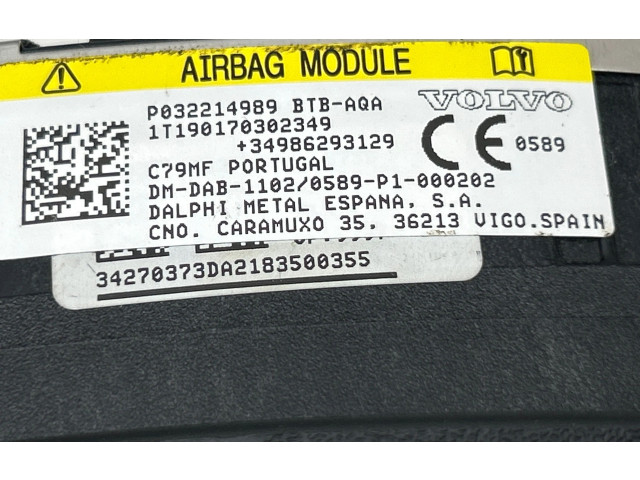 AIRBAG MODULE
P032214989 BTB-AQA VOLVO
1T190170302349
+34986293129 CE 0589
C79MF PORTUGAL
DM-DAB-1102/0589-P1-000202
DALPHI METAL ESPANA, S.A.
CNO. CARAMUXO 35, 36213 VIGO.SPAIN
34270373DA2183500355